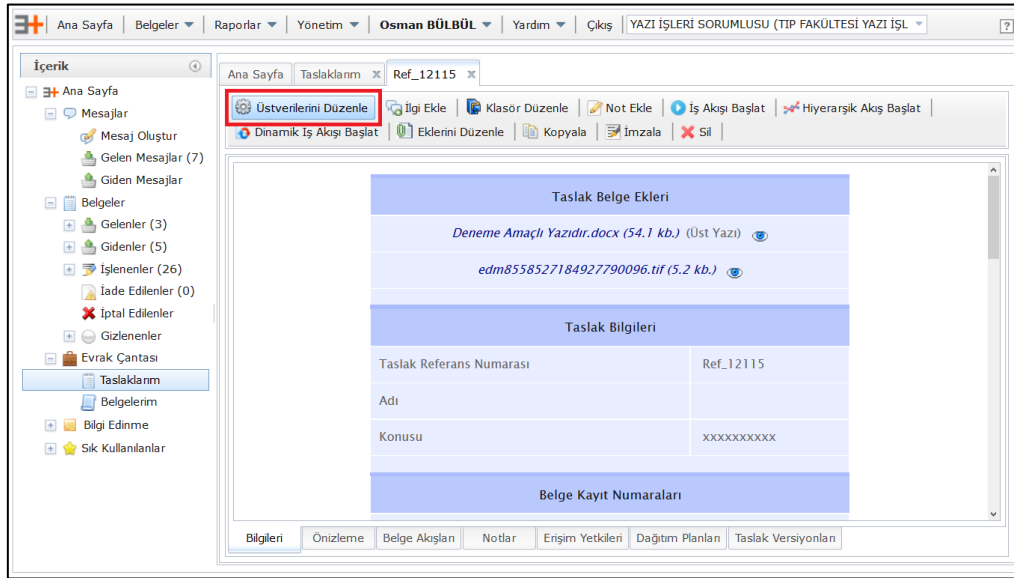 Ana Sayfa Belgeler Raporlar Yönetim Osman BÜLBÜL Yardım Çıkış YAZI İŞLERİ SORUMLUSU (TIP FAKÜLTESİ YAZI İŞL ?
İçerik
Ana Sayfa
Mesajlar
Mesaj Oluştur
Gelen Mesajlar (7)
Giden Mesajlar
Belgeler
Gelenler (3)
Gidenler (5)
İşlenenler (26)
İade Edilenler (0)
İptal Edilenler
Gizlenenler
Evrak Çantası
Taslaklarım
Belgelerim
Bilgi Edinme
Sık Kullanılanlar
Ana Sayfa Taslaklarım x Ref_12115 x
Üstverilerini Düzenle İlgi Ekle Klasör Düzenle Not Ekle İş Akışı Başlat Hiyerarşik Akış Başlat
Dinamik İş Akışı Başlat Eklerini Düzenle Kopyala İmzala Sil
Taslak Belge Ekleri
Deneme Amaçlı Yazıdır.docx (54.1 kb.) (Üst Yazı)
edm8558527184927790096.tif (5.2 kb.)
Taslak Bilgileri
Taslak Referans Numarası Ref_12115
Adı
Konusu xxxxxxxxxx
Belge Kayıt Numaraları
Bilgileri Önizleme Belge Akışları Notlar Erişim Yetkileri Dağıtım Planları Taslak Versiyonları